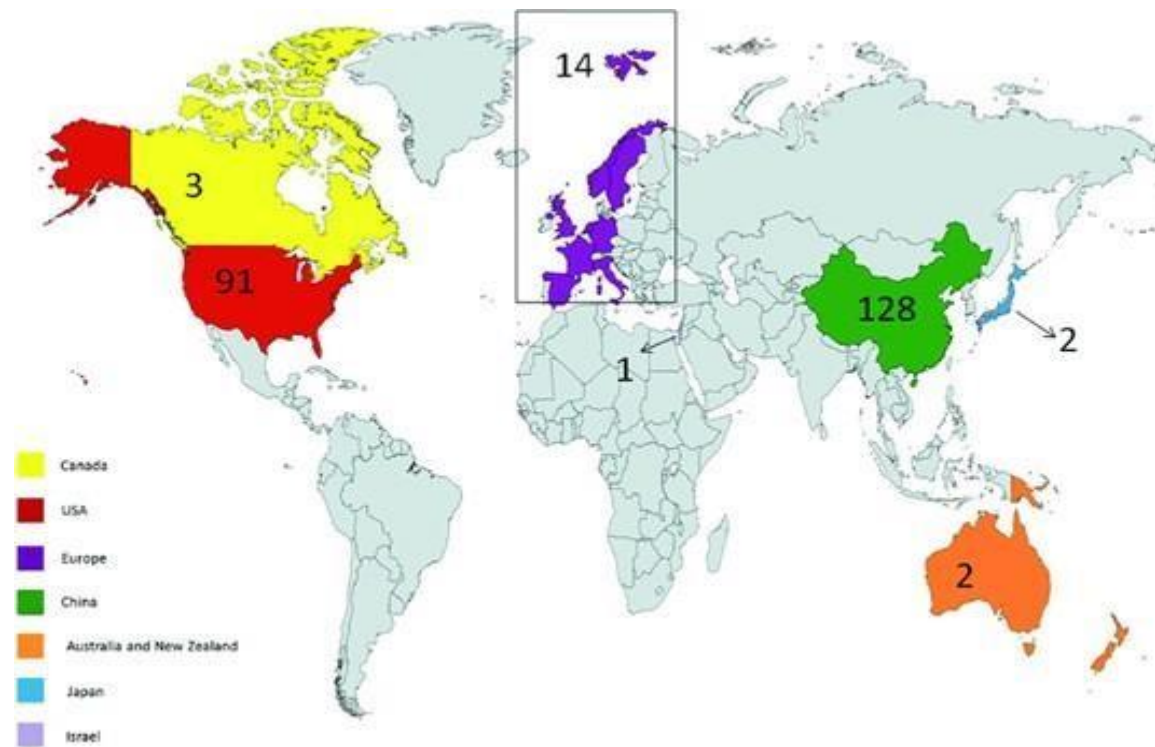 14
3
91
128
2
1
2
Canada
USA
Europe
China
Australia and New Zealand
Japan
Israel